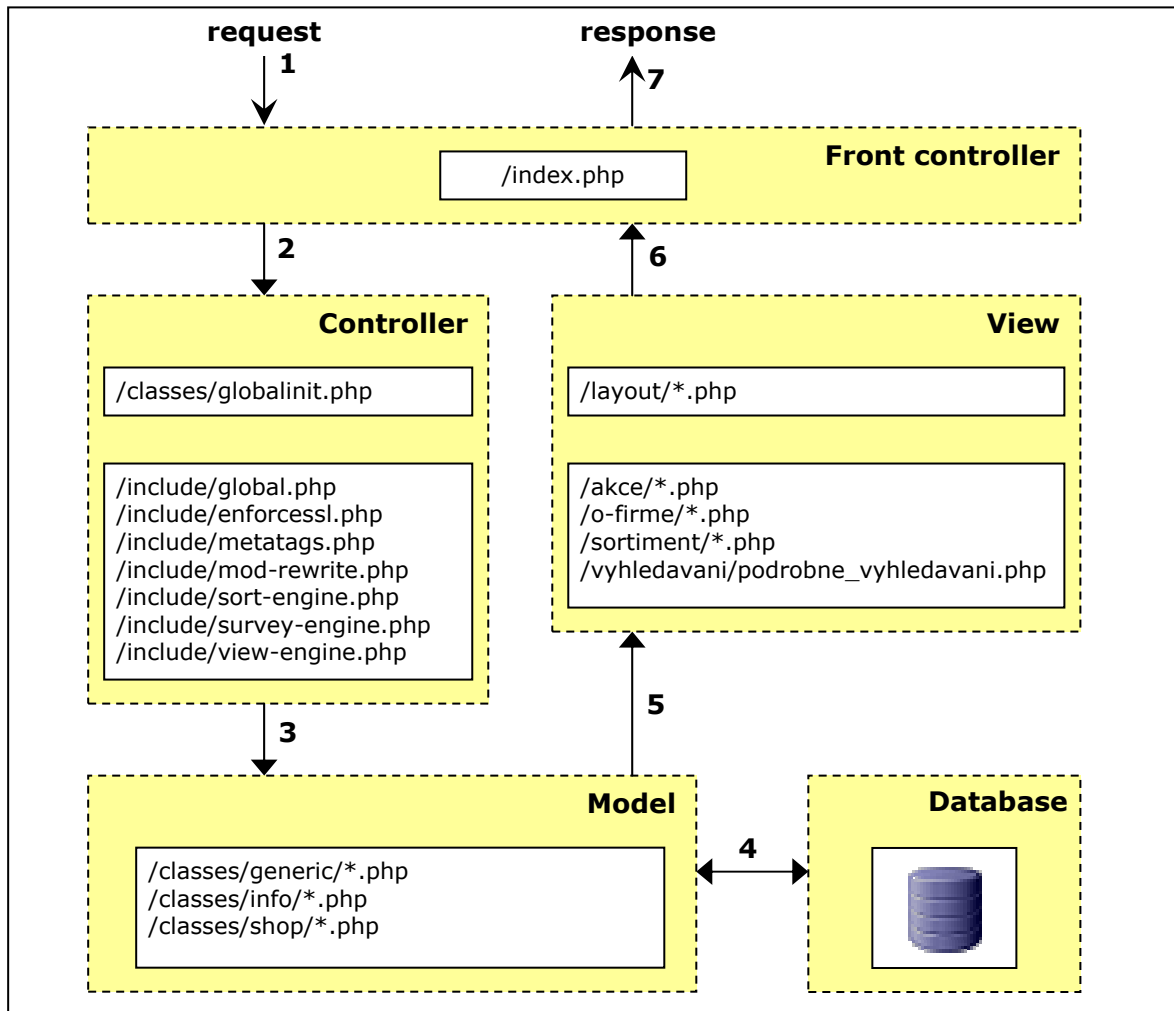 request
response
1
7
Front controller
/index.php
2
6
Controller
/classes/globalinit.php
/include/global.php
/include/enforcessl.php
/include/metatags.php
/include/mod-rewrite.php
/include/sort-engine.php
/include/survey-engine.php
/include/view-engine.php
View
/layout/*.php
/akce/*.php
/o-firme/*.php
/sortiment/*.php
/vyhledavani/podrobne_vyhledavani.php
3
5
Model
/classes/generic/*.php
/classes/info/*.php
/classes/shop/*.php
4
Database